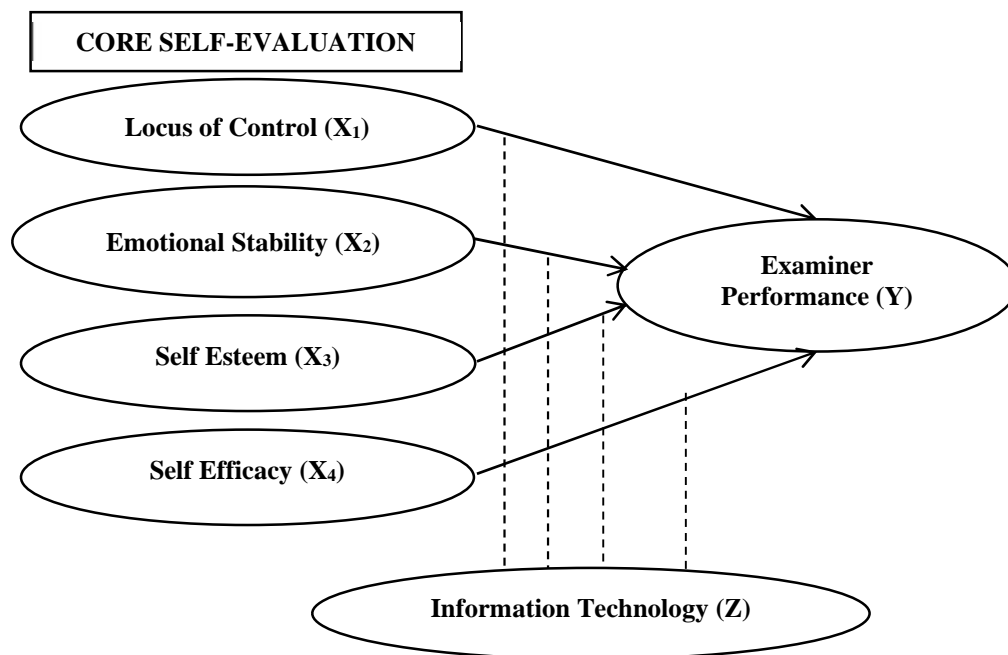 CORE SELF-EVALUATION
Locus of Control (X₁)
Emotional Stability (X₂)
Examiner
Performance (Y)
Self Esteem (X₃)
Self Efficacy (X₄)
Information Technology (Z)